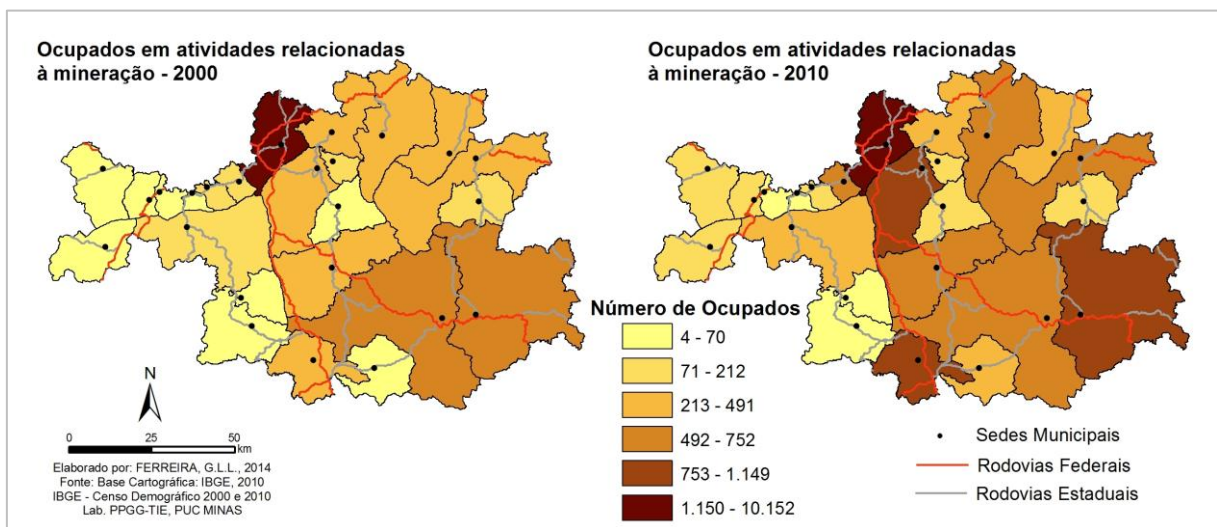 Ocupados em atividades relacionadas
à mineração - 2000
Ocupados em atividades relacionadas
à mineração - 2010
Número de Ocupados
4 - 70
71 - 212
213 - 491
492 - 752
753 - 1.149
1.150 - 10.152
Sedes Municipais
Rodovias Federais
Rodovias Estaduais
N
0 25 50
km
Elaborado por: FERREIRA, G.L.L., 2014
Fonte: Base Cartográfica: IBGE, 2010
IBGE - Censo Demográfico 2000 e 2010
Lab. PPGG-TIE, PUC MINAS